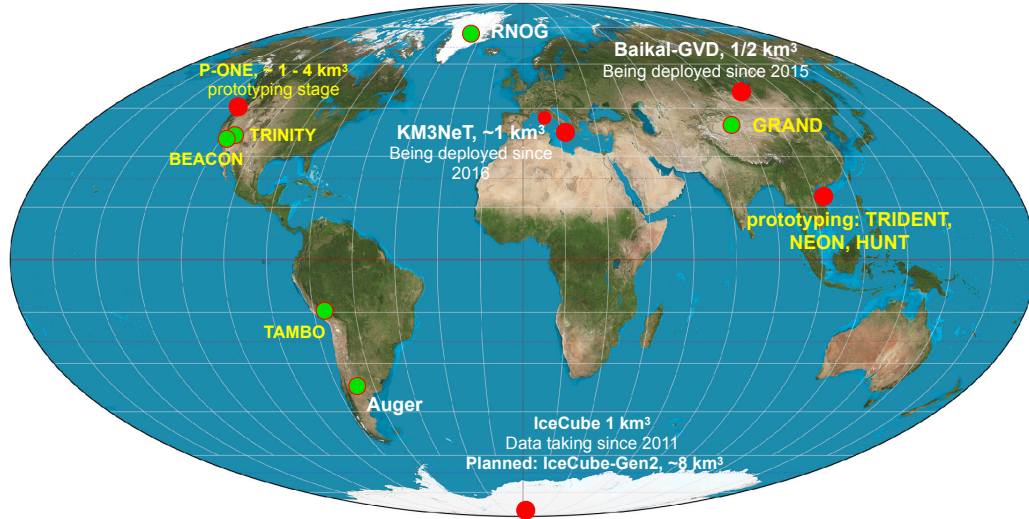 RNOG
Baikal-GVD, 1/2 km³
Being deployed since 2015
P-ONE, ~ 1 - 4 km³
prototyping stage
TRINITY
BEACON
KM3NeT, ~1 km³
Being deployed since
2016
GRAND
prototyping: TRIDENT,
NEON, HUNT
TAMBO
Auger
IceCube 1 km³
Data taking since 2011
Planned: IceCube-Gen2, ~8 km³